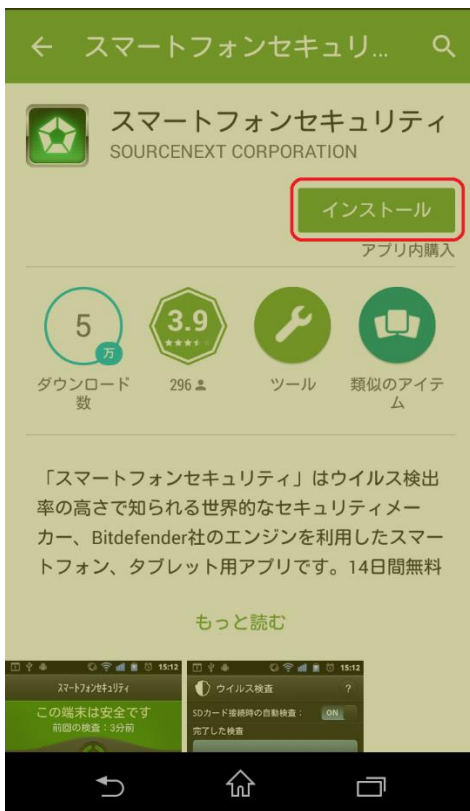 スマートフォンセキュリ...
スマートフォンセキュリティ
SOURCENEXT CORPORATION
インストール
アプリ内購入
5
万
3.9
ダウンロード
数
296
ツール
類似のアイテ
ム
「スマートフォンセキュリティ」はウイルス検出
率の高さで知られる世界的なセキュリティメー
カー、Bitdefender社のエンジンを利用したスマー
トフォン、タブレット用アプリです。14日間無料
もっと読む
15:12
スマートフォンセキュリティ
この端末は安全です
前回の検査：3分前
15:12
ウイルス検査
?
SDカード接続時の自動検査：
ON
完了した検査